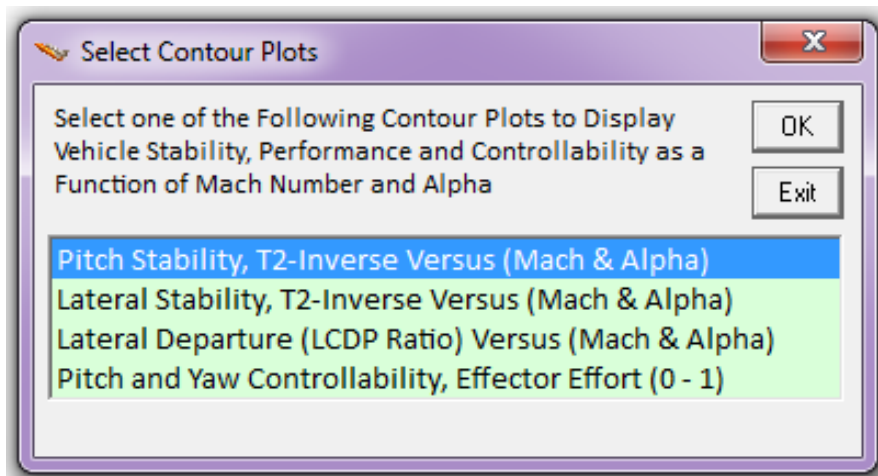 Select Contour Plots
Select one of the Following Contour Plots to Display
Vehicle Stability, Performance and Controllability as a
Function of Mach Number and Alpha
OK
Exit
Pitch Stability, T2-Inverse Versus (Mach & Alpha)
Lateral Stability, T2-Inverse Versus (Mach & Alpha)
Lateral Departure (LCDP Ratio) Versus (Mach & Alpha)
Pitch and Yaw Controllability, Effector Effort (0 - 1)